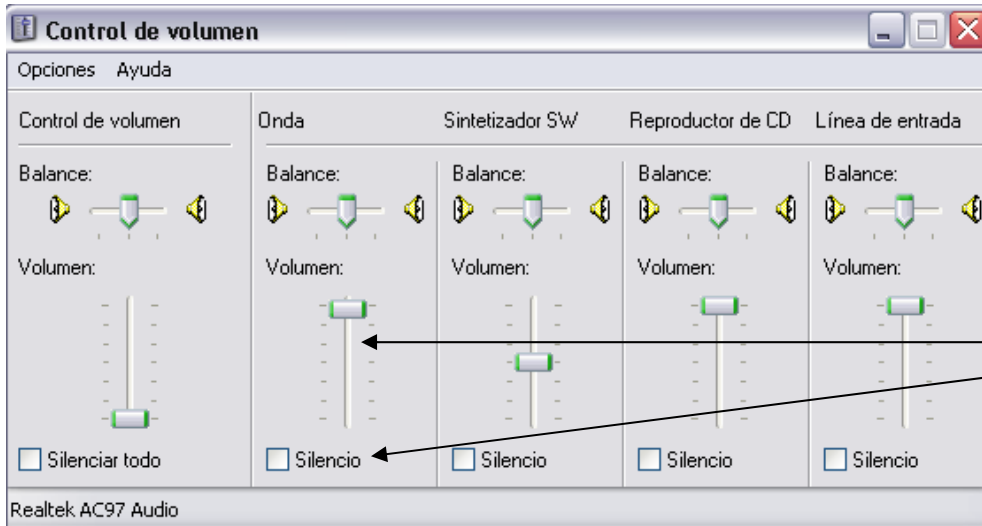 Control de volumen
Opciones Ayuda
Control de volumen Onda Sintetizador SW Reproductor de CD Línea de entrada
Balance: Balance: Balance: Balance: Balance:
Volumen: Volumen: Volumen: Volumen: Volumen:
Silenciar todo Silencio Silencio Silencio Silencio
Realtek AC97 Audio